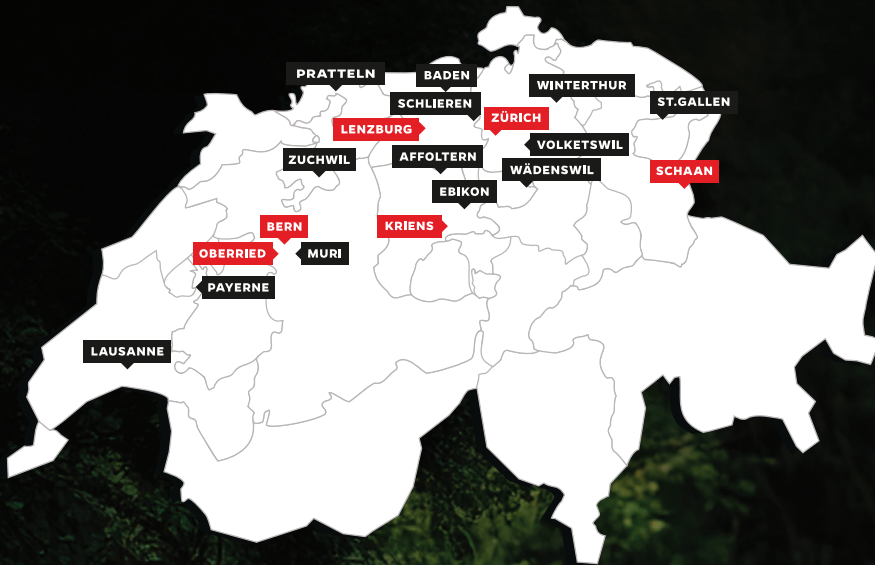 PRATTELN
BADEN
WINTERTHUR
SCHLIEREN
ST.GALLEN
ZÜRICH
LENZBURG
VOLKETSWIL
ZUCHWIL
AFFOLTERN
WÄDENSWIL
SCHAAN
EBIKON
BERN
KRIENS
OBERRIED
MURI
PAYERNE
LAUSANNE